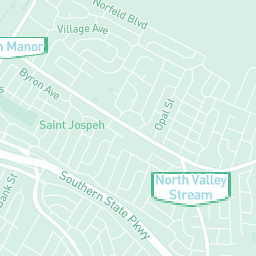 Norfeld Blvd
Village Ave
Manor
Byron Ave
Opal St
Saint Jospeh
North Valley
Stream
Southern State Pkwy
Bank St